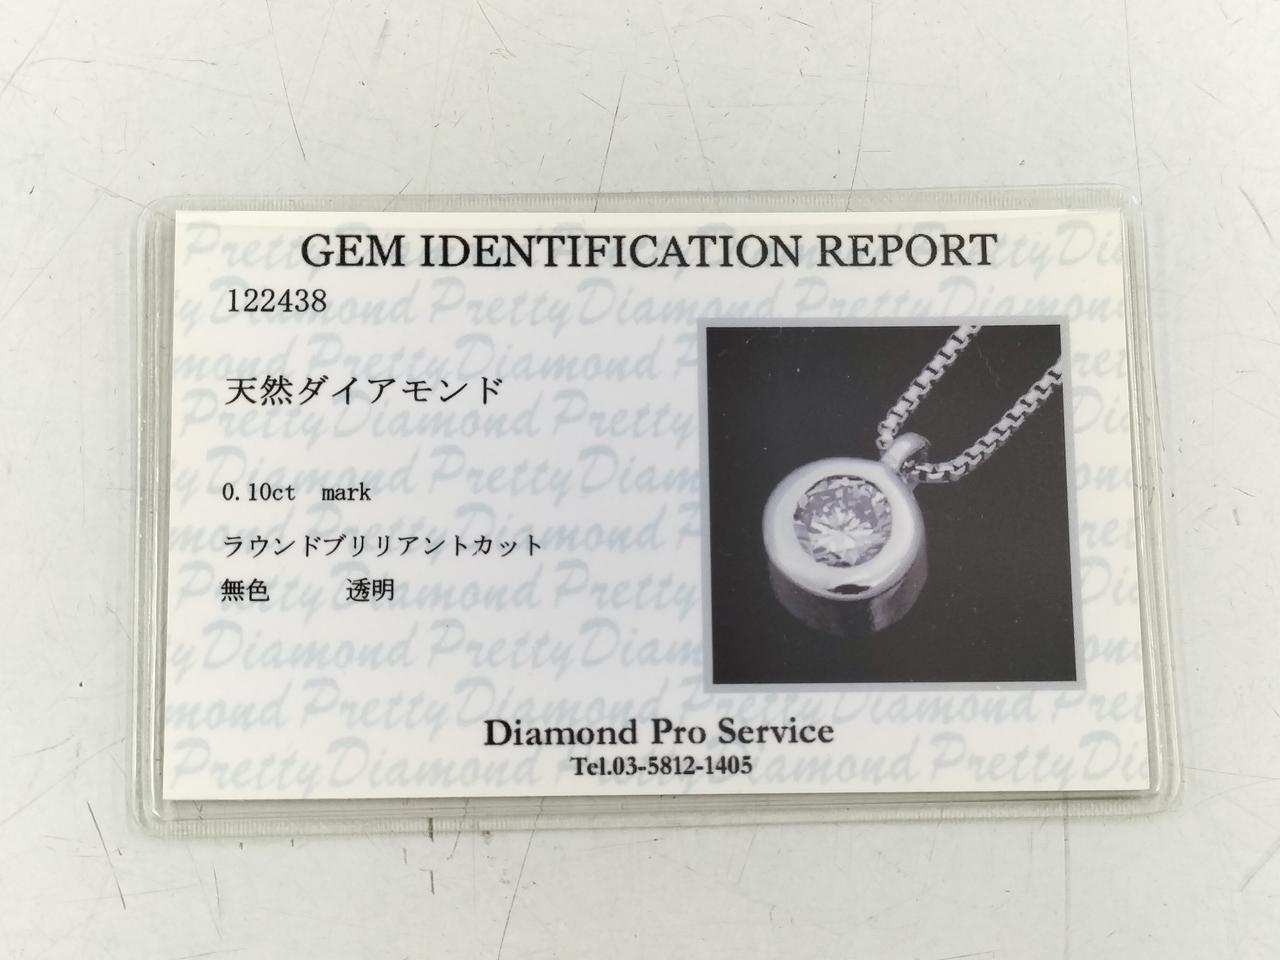 GEM IDENTIFICATION REPORT
122438
天然ダイアモンド
0.10ct mark
ラウンドブリリアントカット
無色 透明
Diamond Pro Service
Tel.03-5812-1405
Pretty Diamond